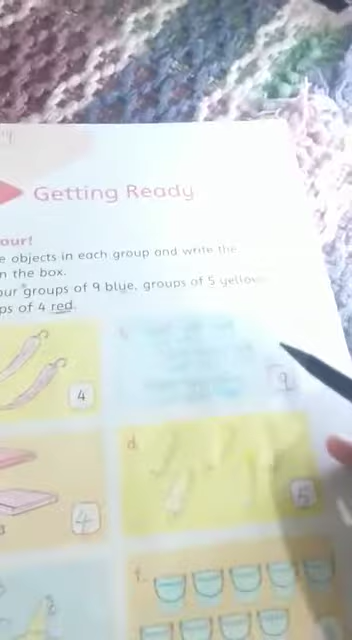 Getting Ready
our!
e objects in each group and write the
n the box.
our groups of 9 blue, groups of 5 yellow
ps of 4 red.
4
9
d.
5
4
f.